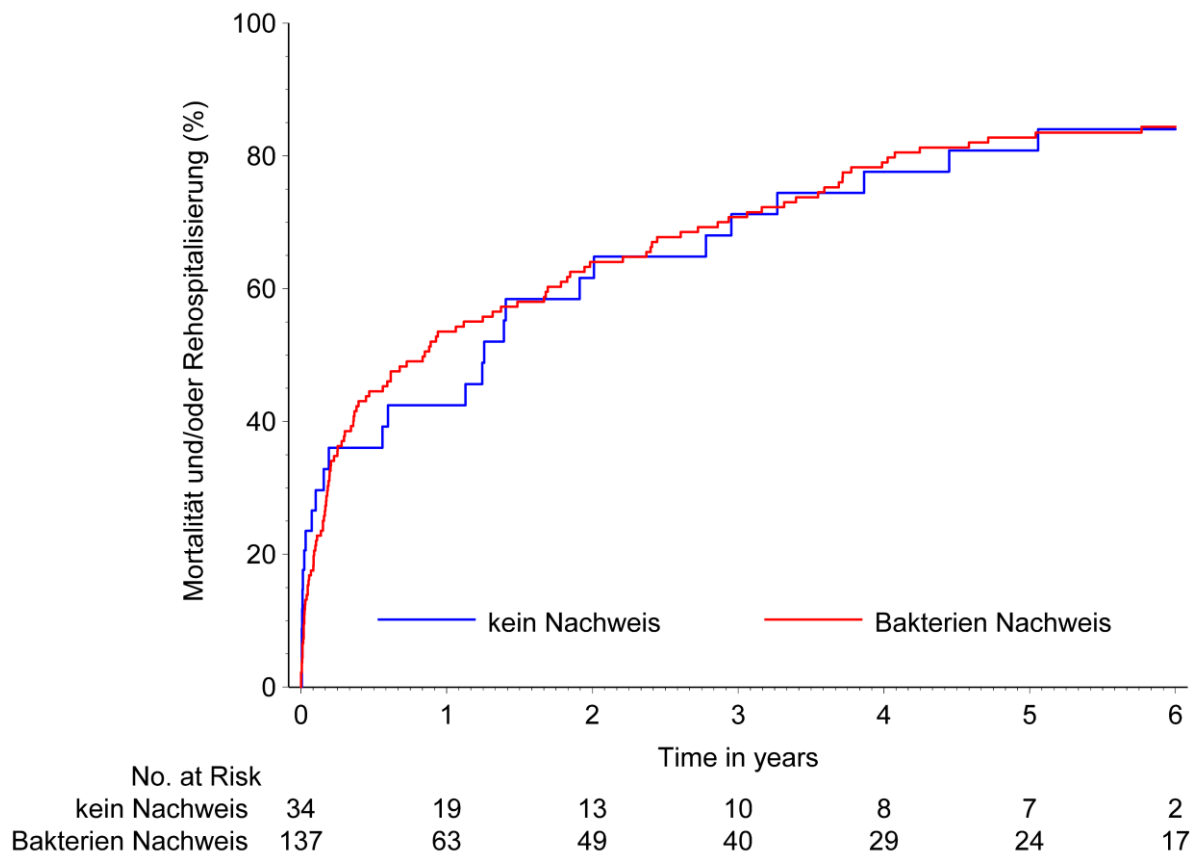 Mortalität und/oder Rehospitalisierung (%)
100
80
60
40
20
0
kein Nachweis
Bakterien Nachweis
0 1 2 3 4 5 6
Time in years
No. at Risk
kein Nachweis 34 19 13 10 8 7 2
Bakterien Nachweis 137 63 49 40 29 24 17